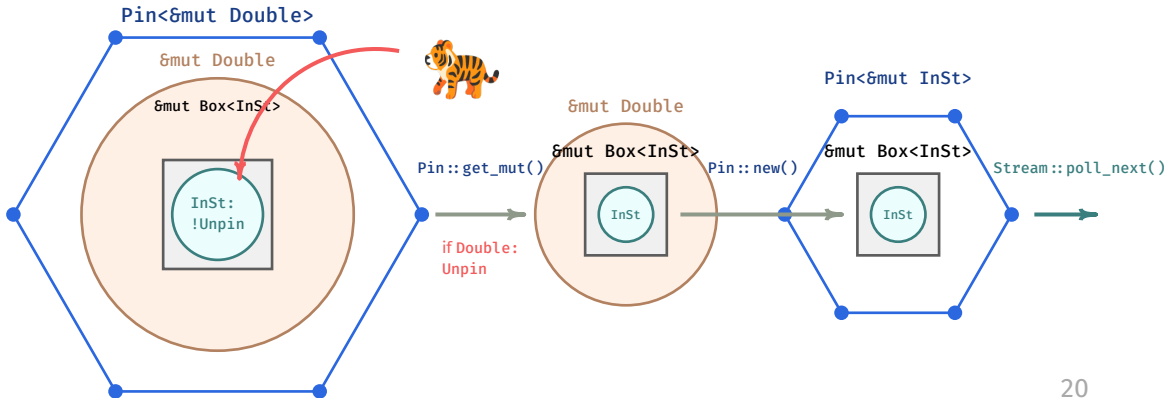 Pin<&mut Double>
&mut Double
&mut Box<InSt>
InSt:
!Unpin
Pin::get_mut()
if Double:
Unpin
&mut Double
&mut Box<InSt>
InSt
Pin::new()
Pin<&mut InSt>
&mut Box<InSt>
InSt
Stream::poll_next()
20